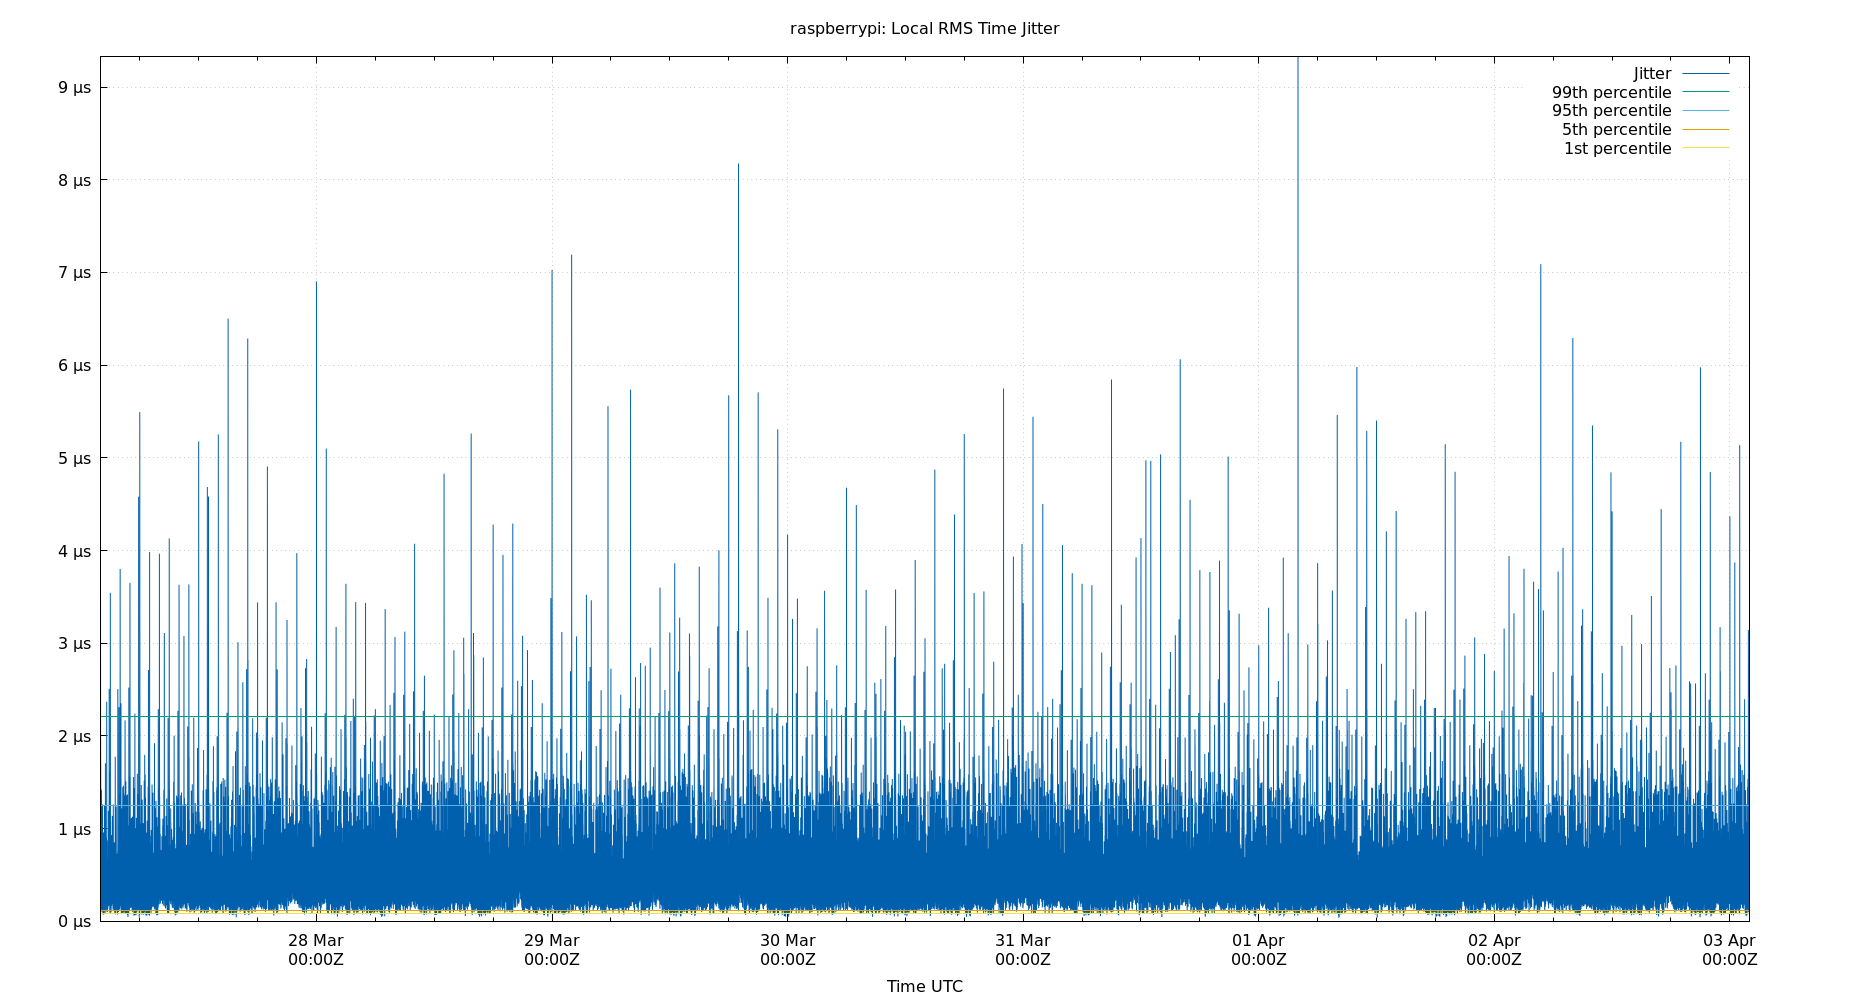 raspberrypi: Local RMS Time Jitter
Jitter
99th percentile
95th percentile
5th percentile
1st percentile
9 µs
8 µs
7 µs
6 µs
5 µs
4 µs
3 µs
2 µs
1 µs
0 µs
28 Mar 29 Mar 30 Mar 31 Mar 01 Apr 02 Apr 03 Apr
00:00Z 00:00Z 00:00Z 00:00Z 00:00Z 00:00Z 00:00Z
Time UTC